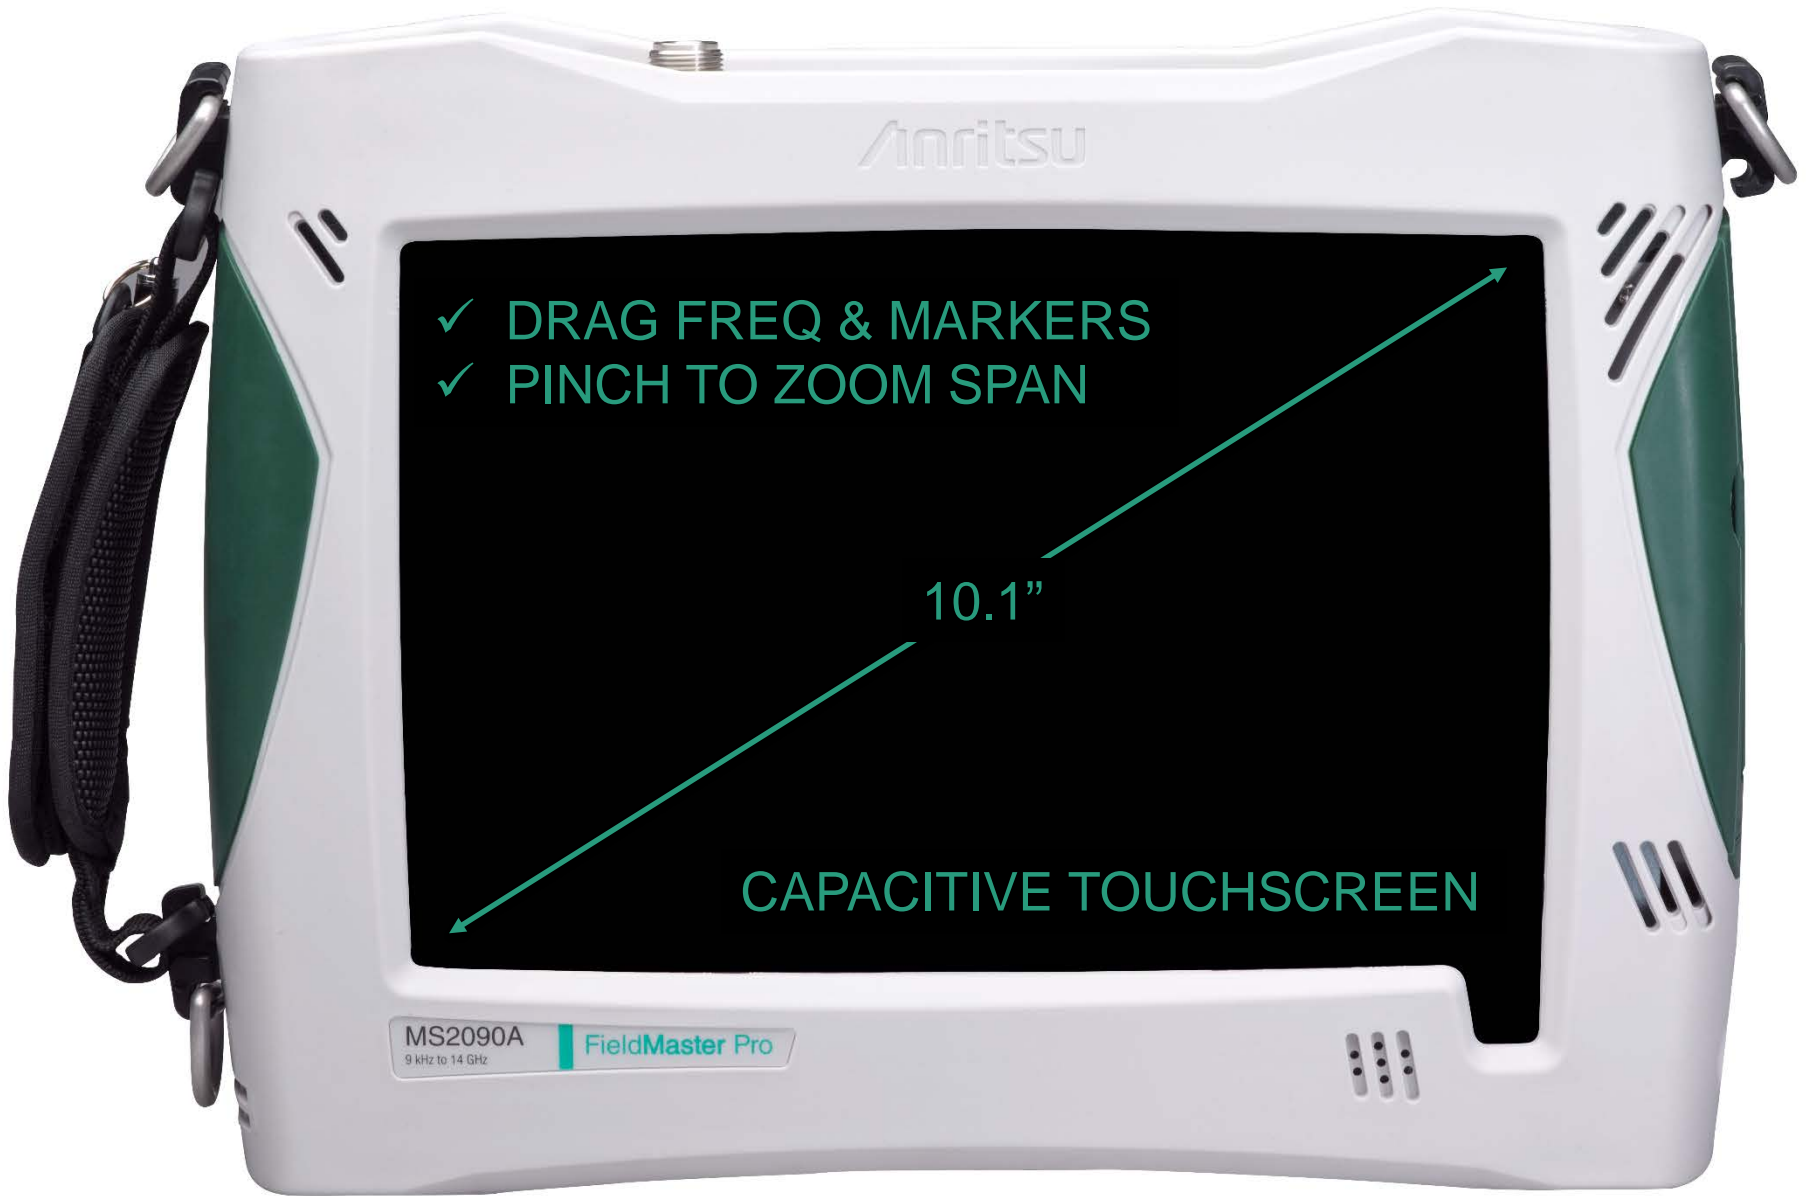 Anritsu
✓ DRAG FREQ & MARKERS
✓ PINCH TO ZOOM SPAN
10.1”
CAPACITIVE TOUCHSCREEN
MS2090A
9 kHz to 14 GHz
FieldMaster Pro